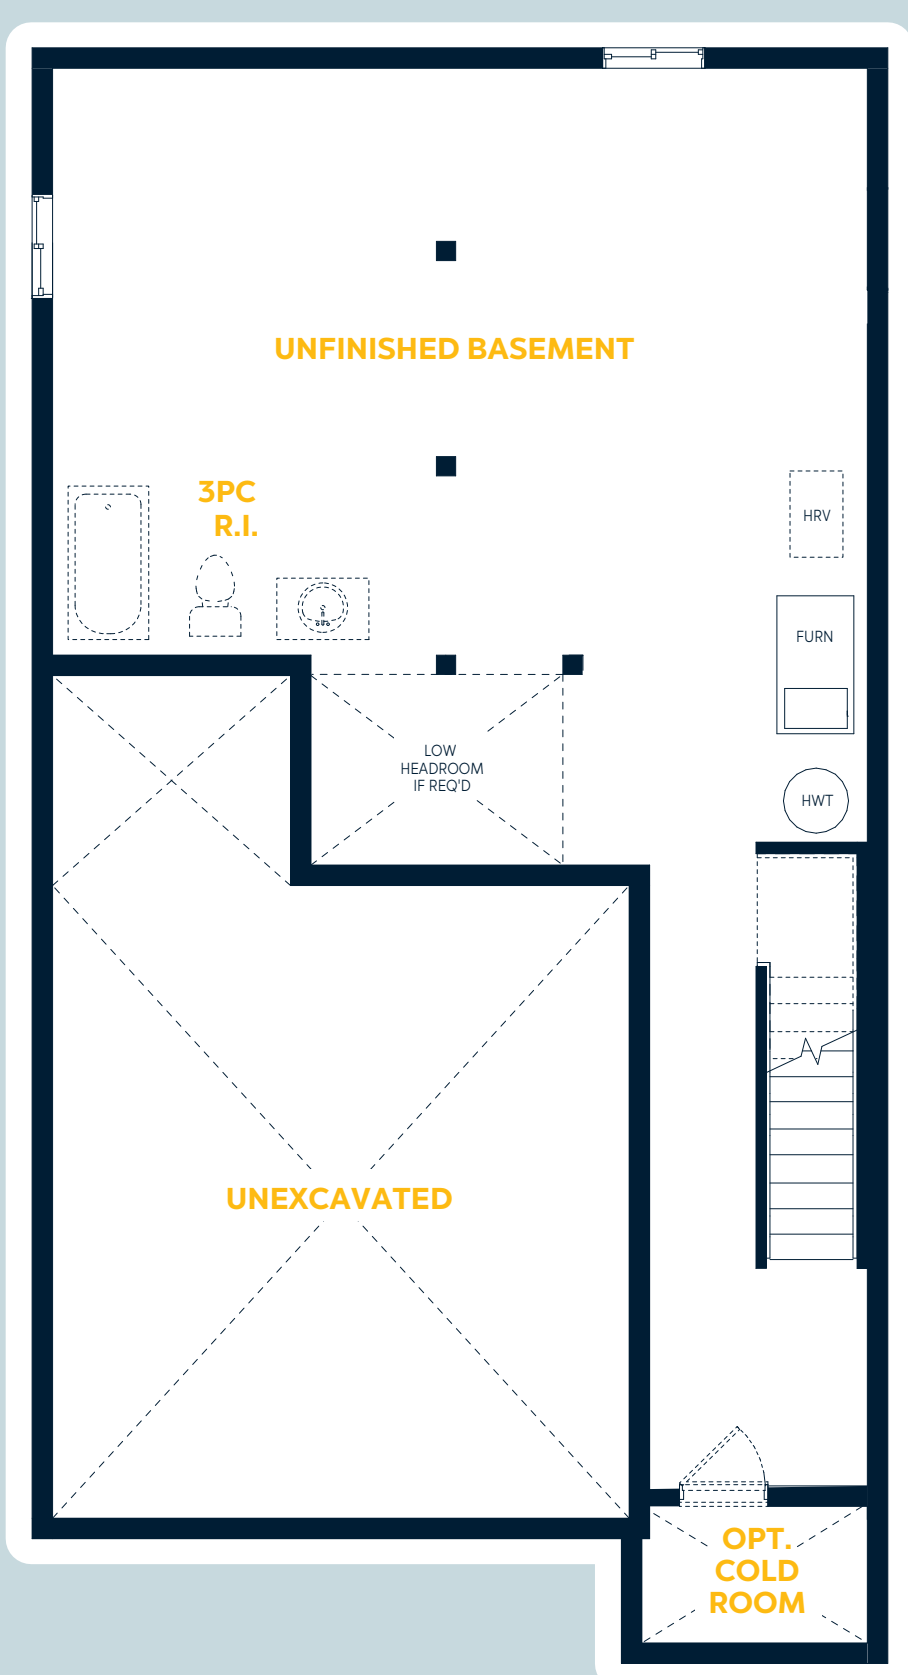 UNFINISHED BASEMENT
3PC
R.I.
HRV
FURN
LOW
HEADROOM
IF REQ'D
HWT
UNEXCAVATED
OPT.
COLD
ROOM